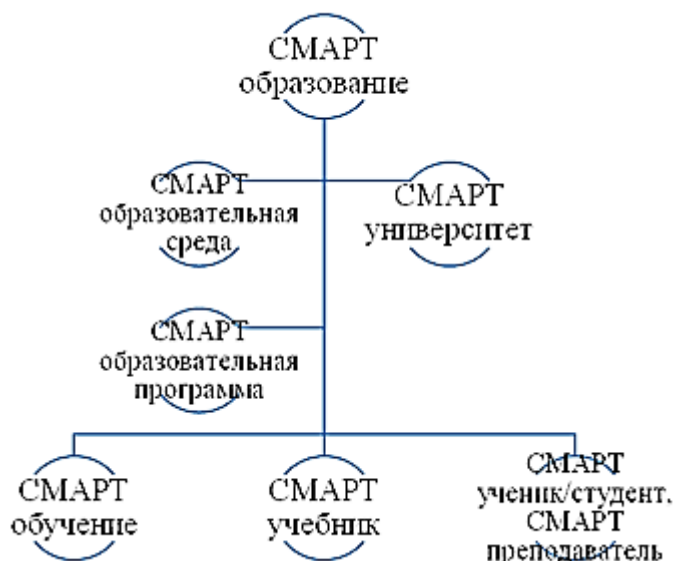 СМАРТ
образование
СМАРТ
образовательная
среда
СМАРТ
университет
СМАРТ
образовательная
программа
СМАРТ
обучение
СМАРТ
учебник
СМАРТ
ученик/студент,
СМАРТ
преподаватель